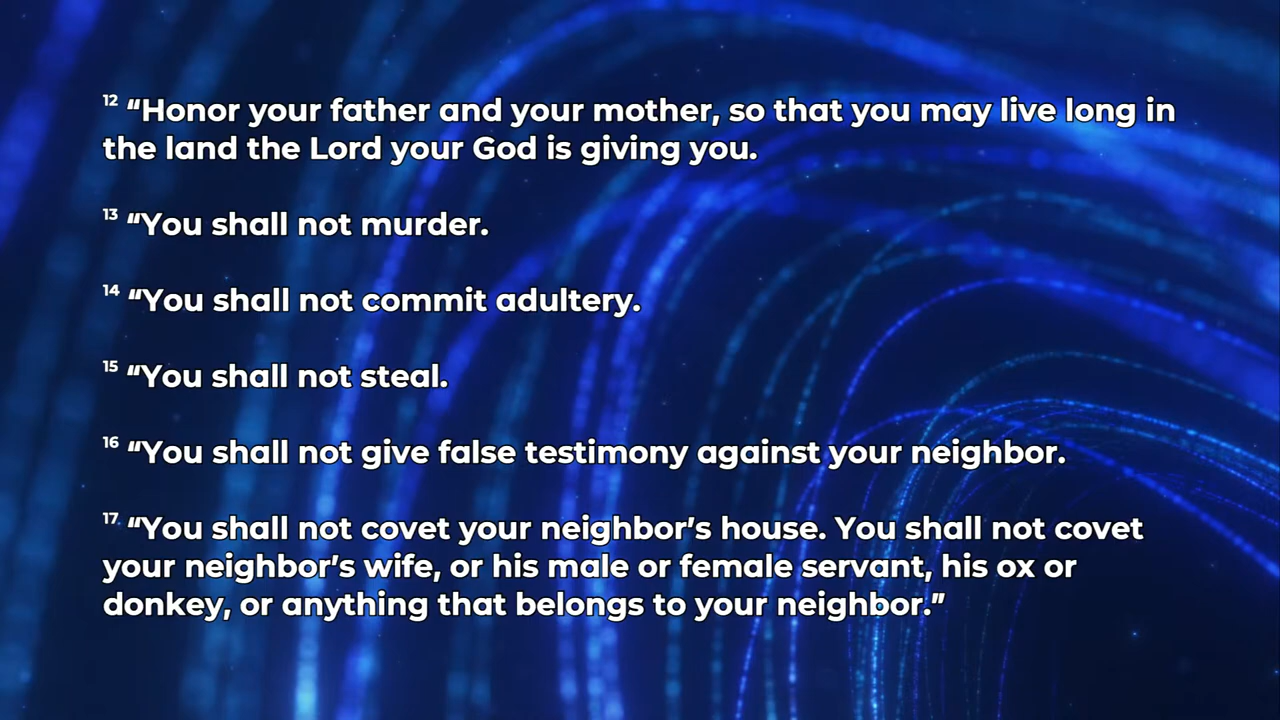 12 “Honor your father and your mother, so that you may live long in
the land the Lord your God is giving you.
13 “You shall not murder.
14 “You shall not commit adultery.
15 “You shall not steal.
16 “You shall not give false testimony against your neighbor.
17 “You shall not covet your neighbor’s house. You shall not covet
your neighbor’s wife, or his male or female servant, his ox or
donkey, or anything that belongs to your neighbor.”